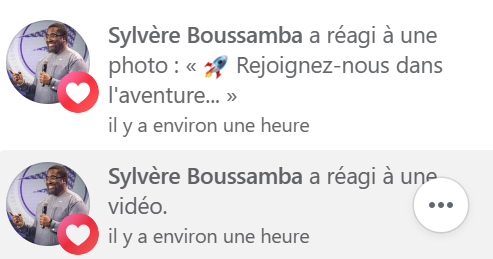 Sylvère Boussamba a réagi à une
photo : « 🚀 Rejoignez-nous dans
l'aventure... »
il y a environ une heure
Sylvère Boussamba a réagi à une
vidéo.
il y a environ une heure